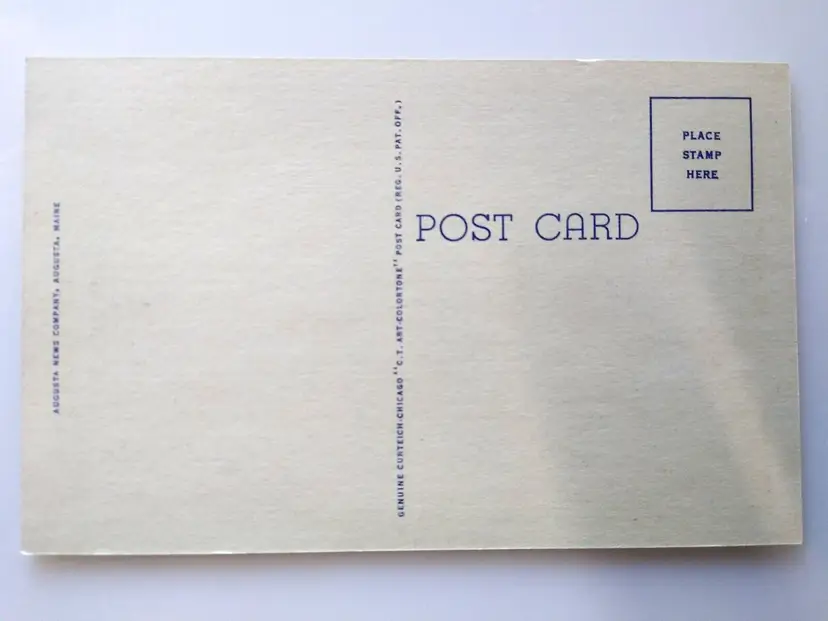 AUGUSTA NEWS COMPANY, AUGUSTA, MAINE
GENUINE CURTEICH-CHICAGO "C.T. ART-COLORTONE" POST CARD (REG. U.S. PAT. OFF.)
POST CARD
PLACE
STAMP
HERE